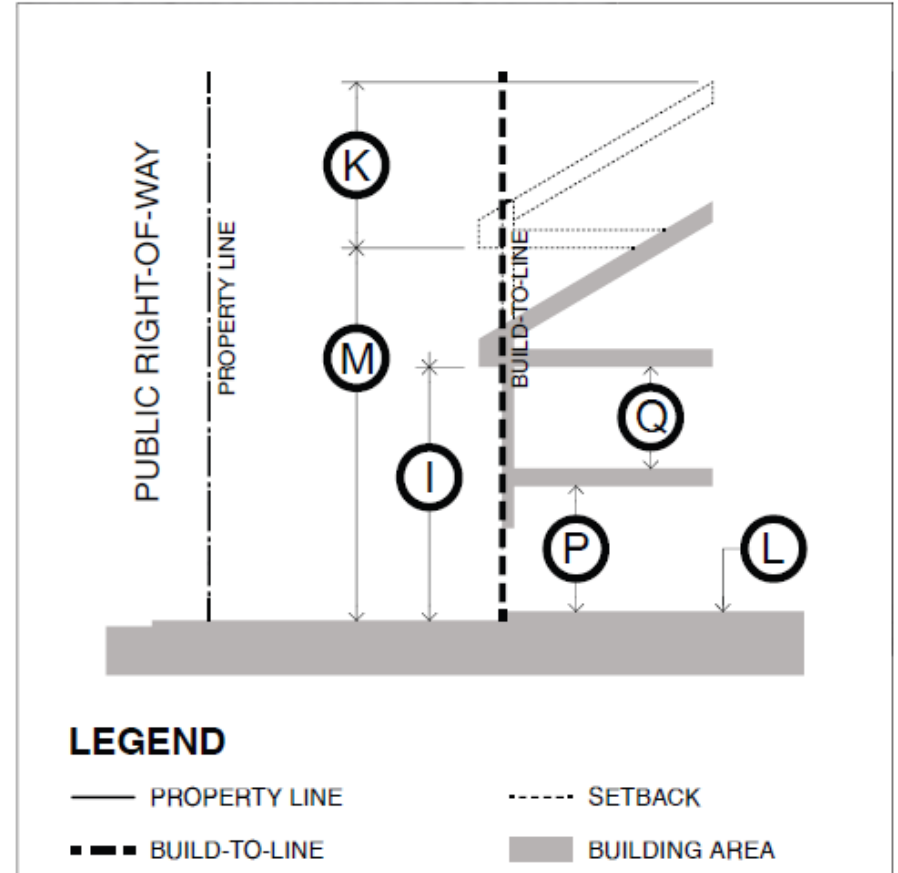 K
PUBLIC RIGHT-OF-WAY
PROPERTY LINE
BUILD-TO-LINE
M
Q
I
P
L
LEGEND
PROPERTY LINE
SETBACK
BUILD-TO-LINE
BUILDING AREA